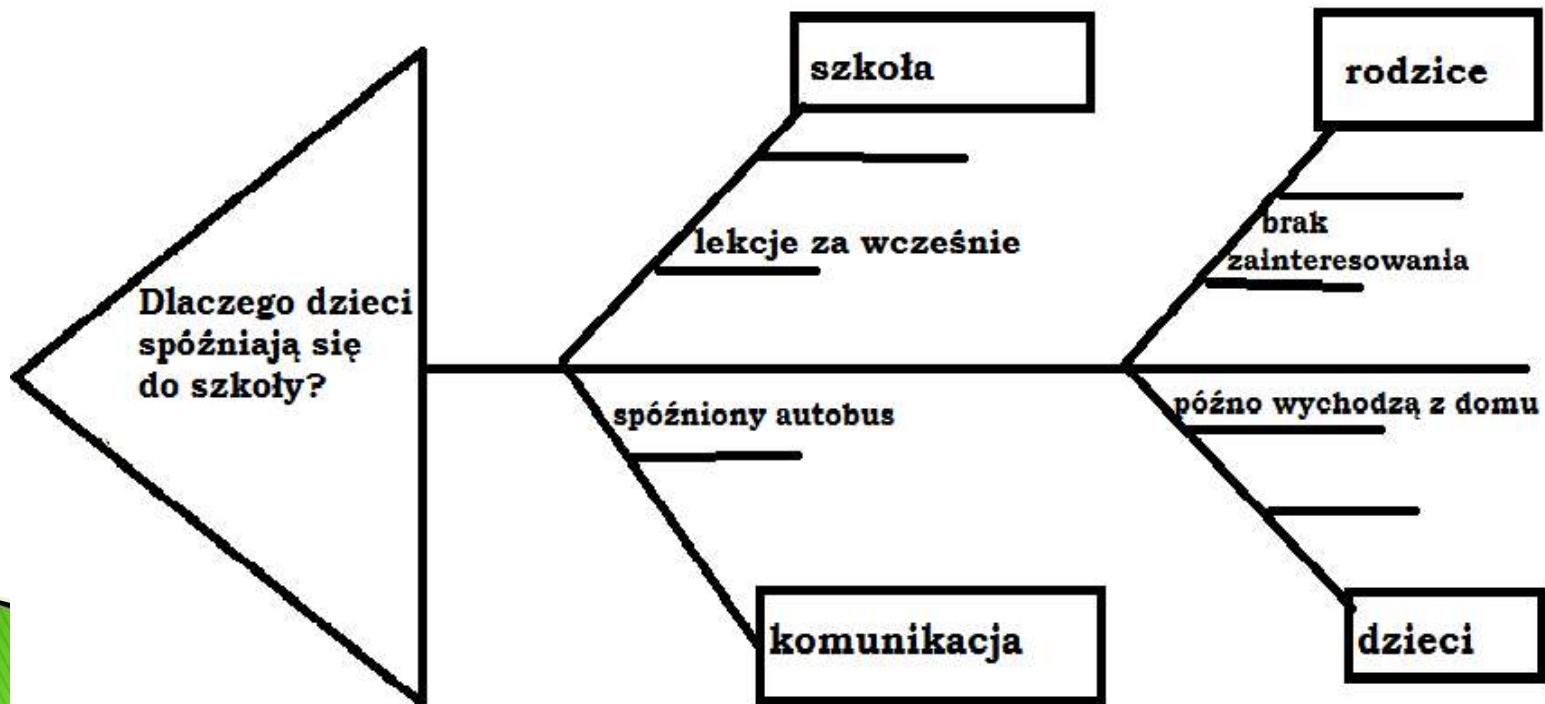 szkoła
rodzice
lekcje za wcześnie
brak
zainteresowania
Dlaczego dzieci
spóźniają się
do szkoły?
spóźniony autobus
późno wychodzą z domu
komunikacja
dzieci